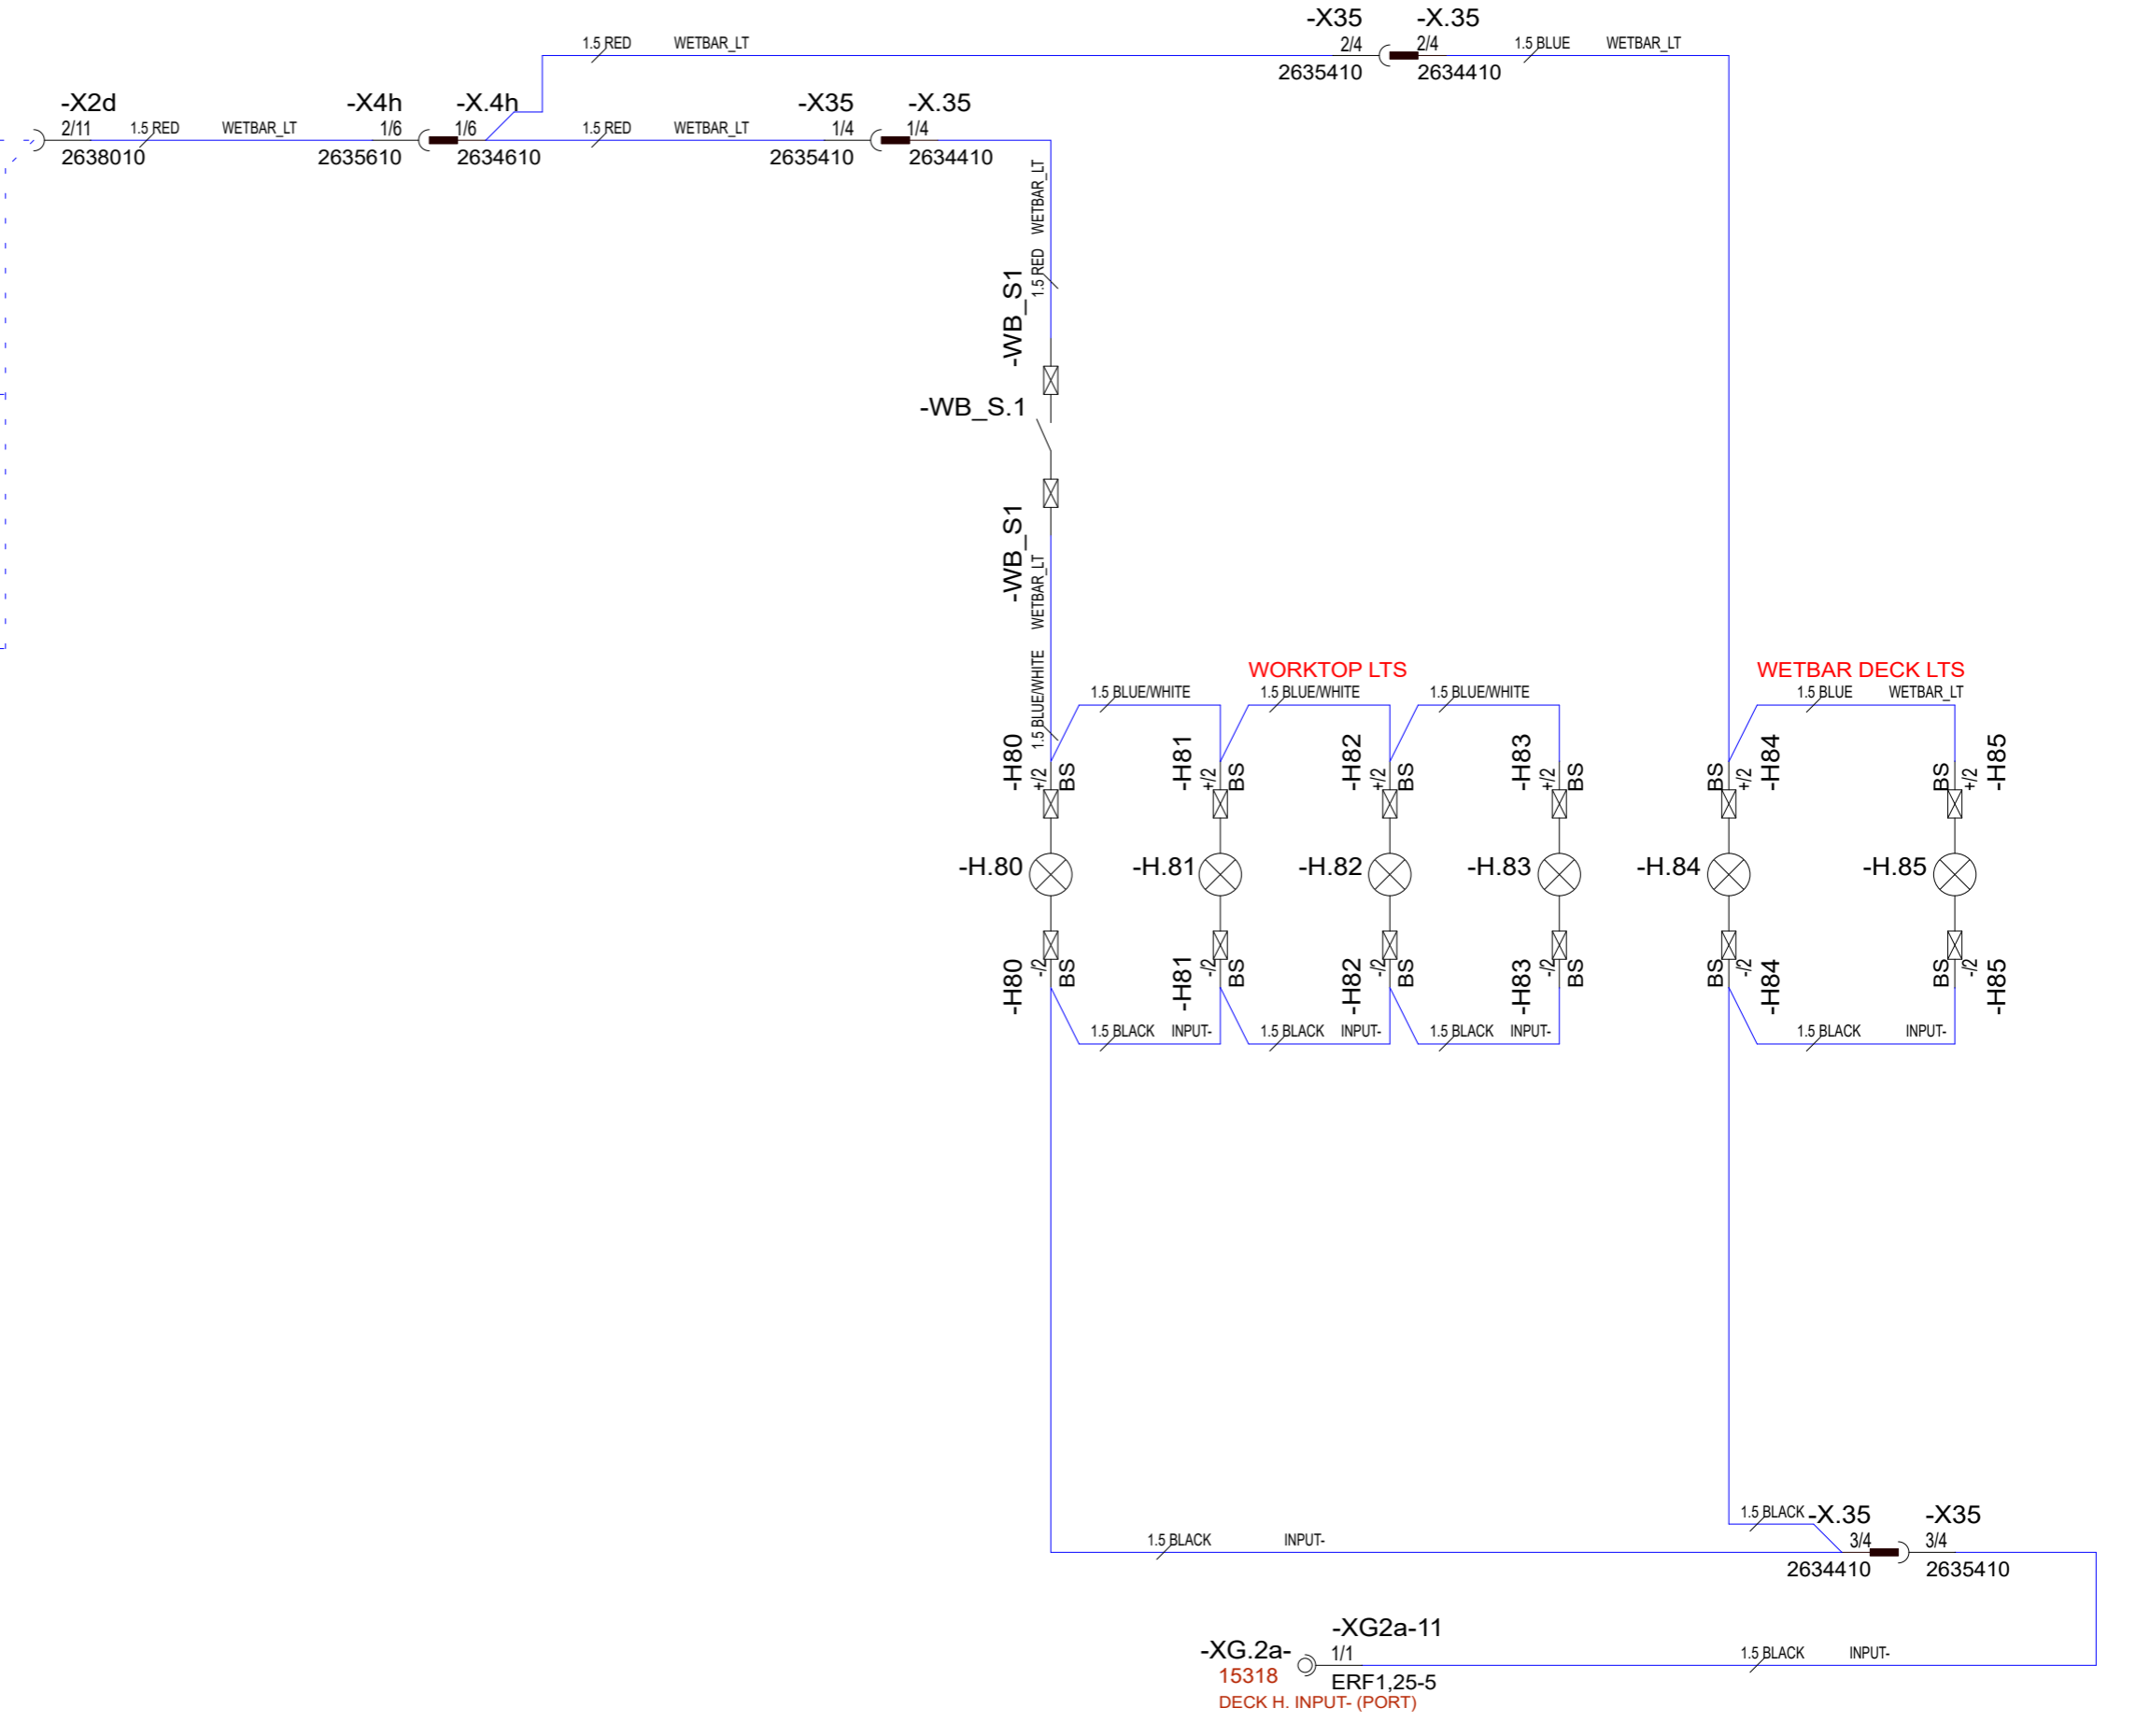 -X35 -X.35
1.5 RED WETBAR_LT 2/4 2/4 1.5 BLUE WETBAR_LT
2635410 2634410
-X2d -X4h -X.4h -X35 -X.35
2/11 1.5 RED WETBAR_LT 1/6 1/6 1.5 RED WETBAR_LT 1/4 1/4
2638010 2635610 2634610 2635410 2634410
1.5 RED WETBAR_LT
-WB_S1
-WB_S.1
-WB_S1
1.5 BLUE/WHITE WETBAR_LT
WORKTOP LTS WETBAR DECK LTS
1.5 BLUE/WHITE 1.5 BLUE/WHITE 1.5 BLUE/WHITE 1.5 BLUE WETBAR_LT
-H80 +/2 BS -H81 +/2 BS -H82 +/2 BS -H83 +/2 BS BS +/2 -H84 BS +/2 -H85
-H.80 -H.81 -H.82 -H.83 -H.84 -H.85
-H80 -/2 BS -H81 -/2 BS -H82 -/2 BS -H83 -/2 BS BS -/2 -H84 BS -/2 -H85
1.5 BLACK INPUT- 1.5 BLACK INPUT- 1.5 BLACK INPUT- 1.5 BLACK INPUT-
1.5 BLACK -X.35 -X35
1.5 BLACK INPUT- 3/4 3/4
2634410 2635410
-XG2a-11
-XG.2a- 1/1 1.5 BLACK INPUT-
15318 ERF1,25-5
DECK H. INPUT- (PORT)